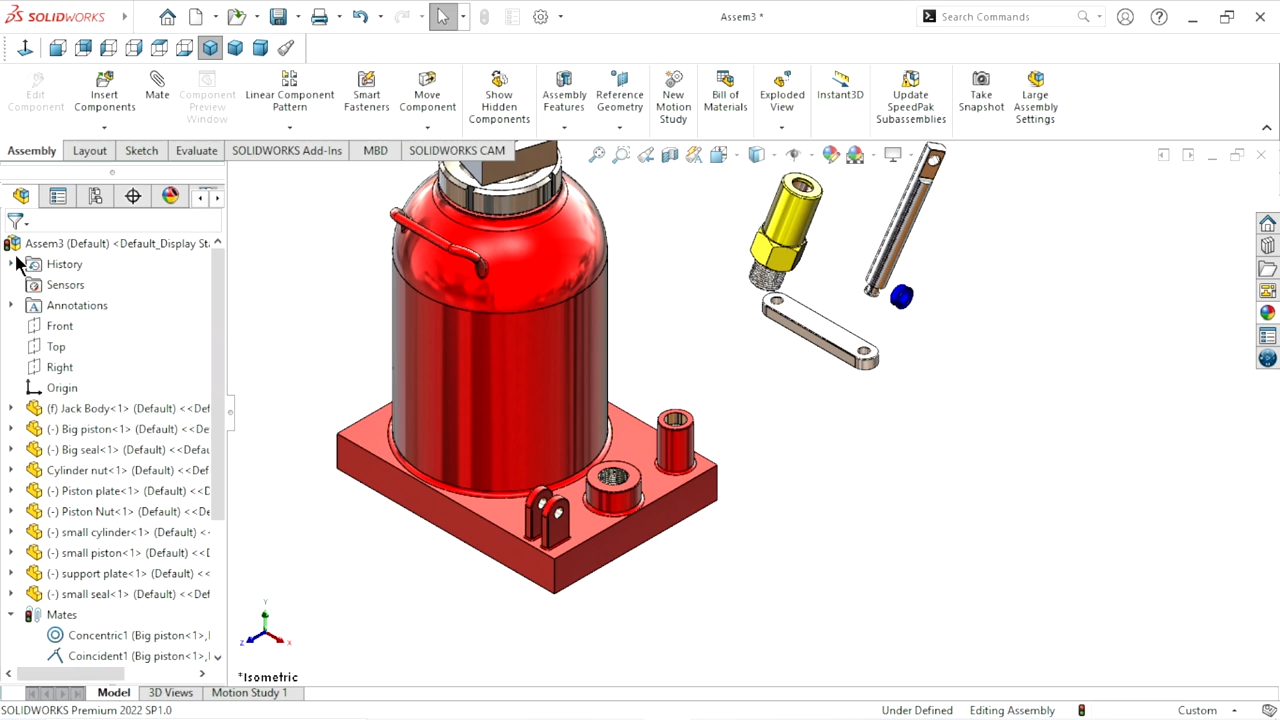 SOLIDWORKS
Assem3 *
Search Commands
Edit Component
Insert Components
Mate
Component Preview Window
Linear Component Pattern
Smart Fasteners
Move Component
Show Hidden Components
Assembly Features
Reference Geometry
New Motion Study
Bill of Materials
Exploded View
Instant3D
Update SpeedPak Subassemblies
Take Snapshot
Large Assembly Settings
Assembly
Layout
Sketch
Evaluate
SOLIDWORKS Add-Ins
MBD
SOLIDWORKS CAM
Assem3 (Default) <Default_Display Sta
History
Sensors
Annotations
Front
Top
Right
Origin
(f) Jack Body<1> (Default) <<Def
(-) Big piston<1> (Default) <<De
(-) Big seal<1> (Default) <<Defau
Cylinder nut<1> (Default) <<Def
(-) Piston plate<1> (Default) <<D
(-) Piston Nut<1> (Default) <<D
(-) small cylinder<1> (Default) <
(-) small piston<1> (Default) <<D
(-) support plate<1> (Default) <<
(-) small seal<1> (Default) <<Def
Mates
Concentric1 (Big piston<1>,
Coincident1 (Big piston<1>,
Y
Z
X
*Isometric
Model
3D Views
Motion Study 1
SOLIDWORKS Premium 2022 SP1.0
Under Defined
Editing Assembly
Custom